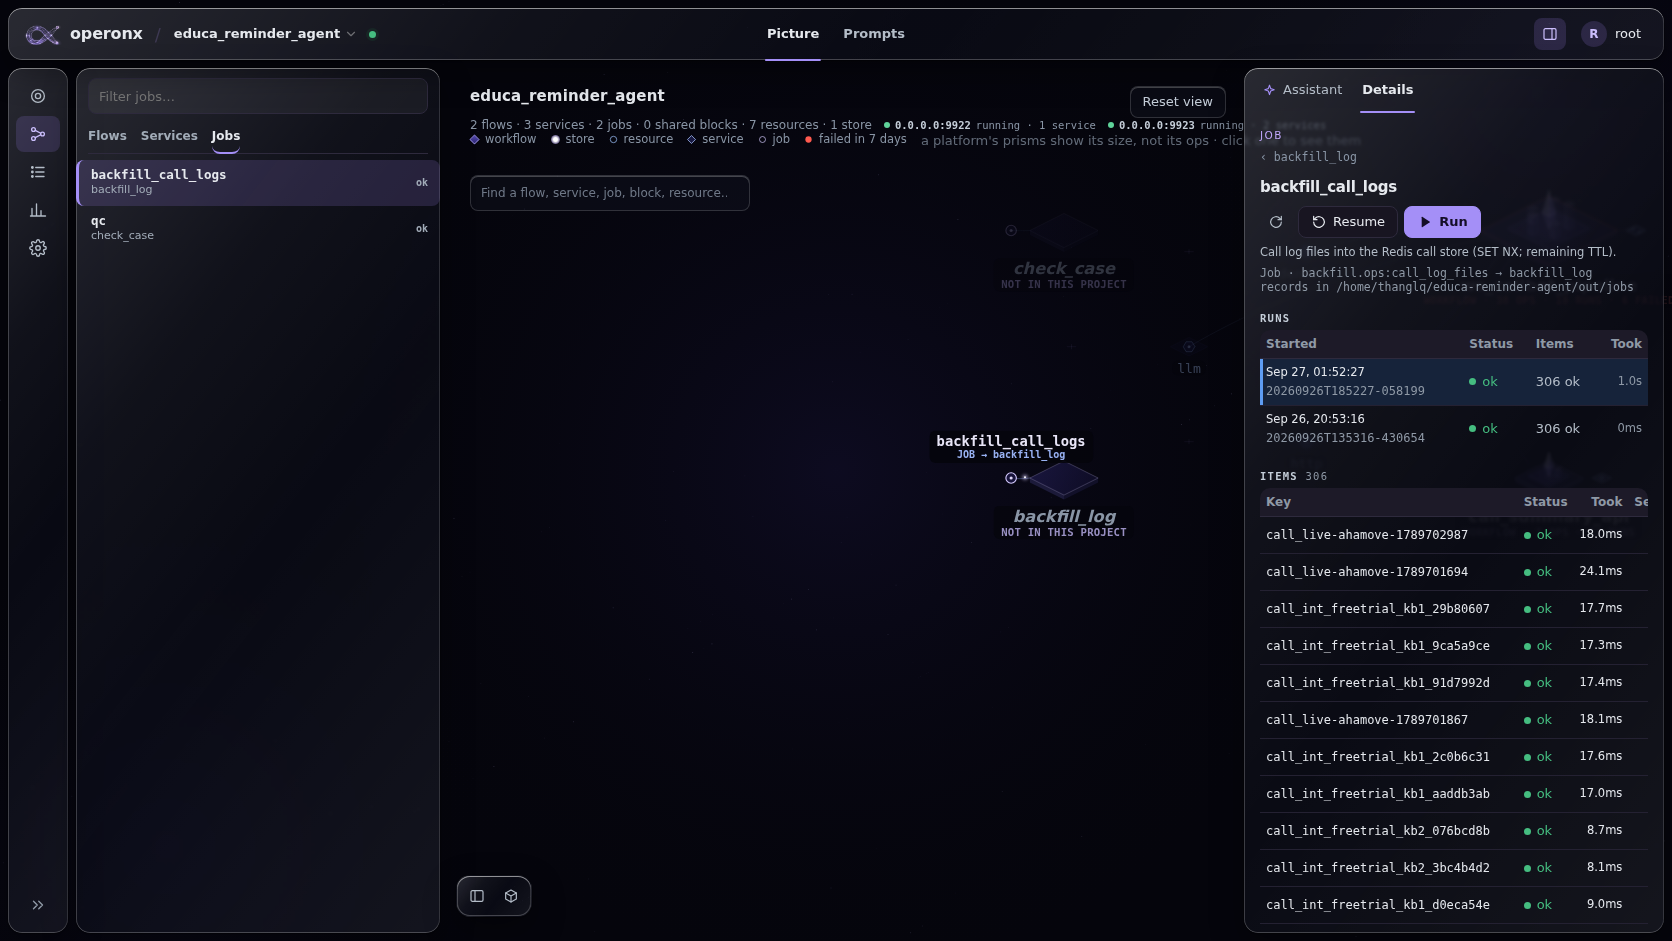 operonx / educa_reminder_agent
Picture
Prompts
R root
Filter jobs...
Flows Services Jobs
backfill_call_logs
backfill_log
ok
qc
check_case
ok
educa_reminder_agent
Reset view
2 flows · 3 services · 2 jobs · 0 shared blocks · 7 resources · 1 store 0.0.0.0:9922 running · 1 service 0.0.0.0:9923 running · 2 services
workflow store resource service job failed in 7 days a platform's prisms show its size, not its ops · click one to see them
Find a flow, service, job, block, resource..
check_case
NOT IN THIS PROJECT
llm
backfill_call_logs
JOB → backfill_log
backfill_log
NOT IN THIS PROJECT
Assistant Details
JOB
‹ backfill_log
backfill_call_logs
Resume
Run
Call log files into the Redis call store (SET NX; remaining TTL).
Job · backfill.ops:call_log_files → backfill_log
records in /home/thanglq/educa-reminder-agent/out/jobs
RUNS
Started Status Items Took
Sep 27, 01:52:27
20260926T185227-058199
ok 306 ok 1.0s
Sep 26, 20:53:16
20260926T135316-430654
ok 306 ok 0ms
ITEMS 306
Key Status Took Se
call_live-ahamove-1789702987 ok 18.0ms
call_live-ahamove-1789701694 ok 24.1ms
call_int_freetrial_kb1_29b80607 ok 17.7ms
call_int_freetrial_kb1_9ca5a9ce ok 17.3ms
call_int_freetrial_kb1_91d7992d ok 17.4ms
call_live-ahamove-1789701867 ok 18.1ms
call_int_freetrial_kb1_2c0b6c31 ok 17.6ms
call_int_freetrial_kb1_aaddb3ab ok 17.0ms
call_int_freetrial_kb2_076bcd8b ok 8.7ms
call_int_freetrial_kb2_3bc4b4d2 ok 8.1ms
call_int_freetrial_kb1_d0eca54e ok 9.0ms